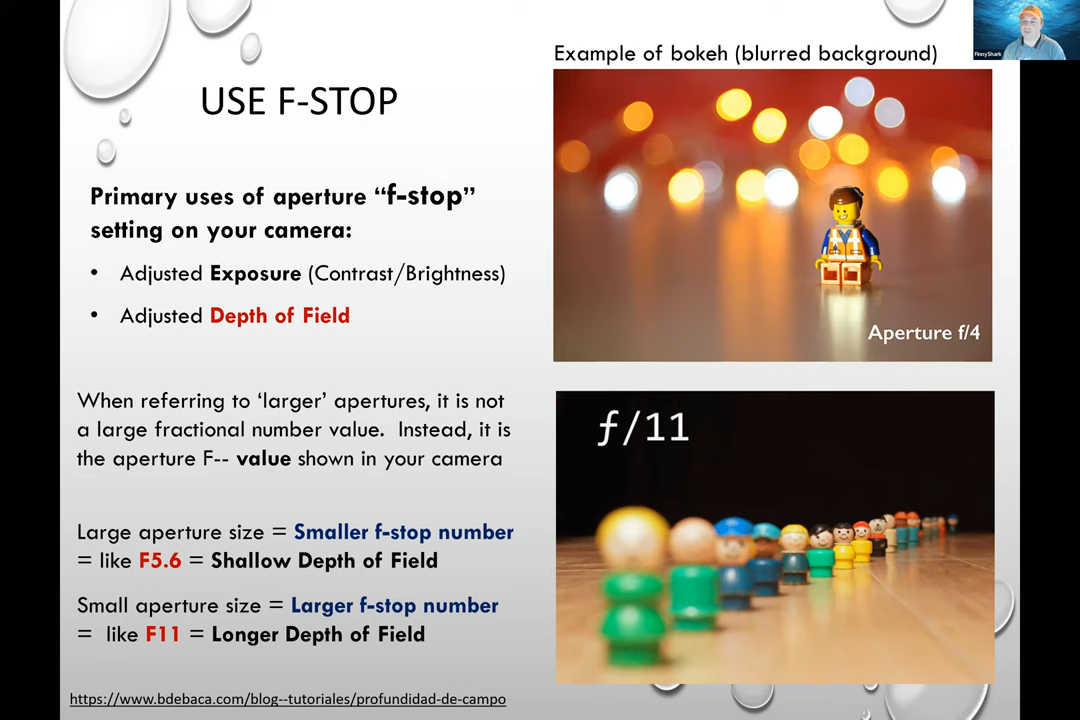 Example of bokeh (blurred background)
FinnyShark
USE F-STOP
Primary uses of aperture “f-stop”
setting on your camera:
• Adjusted Exposure (Contrast/Brightness)
• Adjusted Depth of Field
Aperture f/4
When referring to ‘larger’ apertures, it is not
a large fractional number value. Instead, it is
the aperture F-- value shown in your camera
ƒ/11
Large aperture size = Smaller f-stop number
= like F5.6 = Shallow Depth of Field
Small aperture size = Larger f-stop number
= like F11 = Longer Depth of Field
https://www.bdebaca.com/blog--tutoriales/profundidad-de-campo